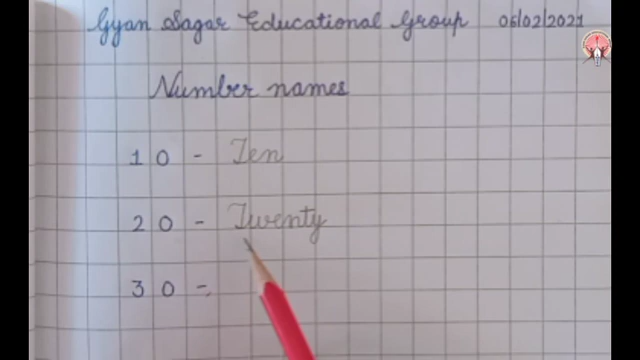 Gyan Sagar Educational Group 06/02/2021
Number names
10 - Ten
20 - Twenty
30 -